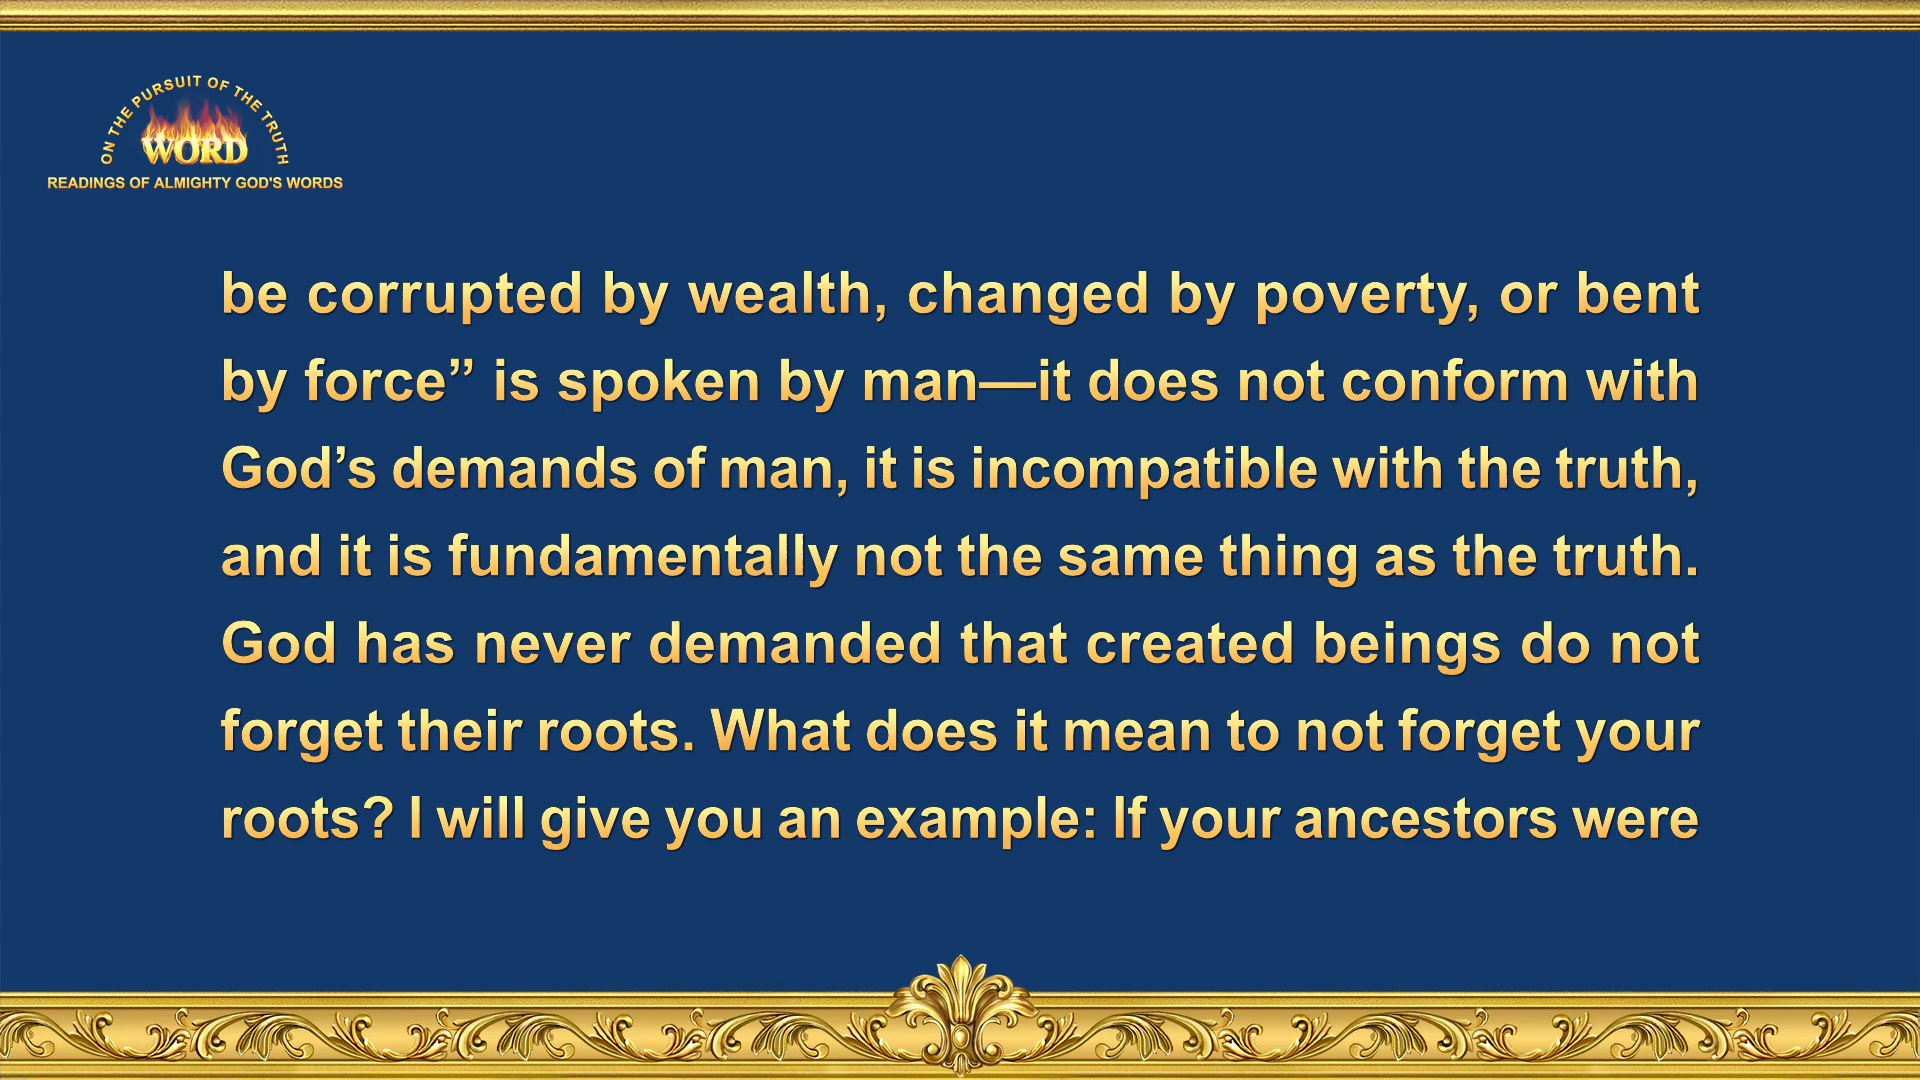 ON THE PURSUIT OF THE TRUTH
WORD
READINGS OF ALMIGHTY GOD'S WORDS
be corrupted by wealth, changed by poverty, or bent
by force” is spoken by man—it does not conform with
God’s demands of man, it is incompatible with the truth,
and it is fundamentally not the same thing as the truth.
God has never demanded that created beings do not
forget their roots. What does it mean to not forget your
roots? I will give you an example: If your ancestors were